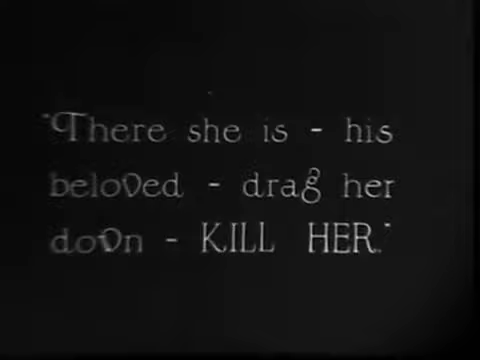 "There she is - his
beloved - drag her
down - KILL HER."